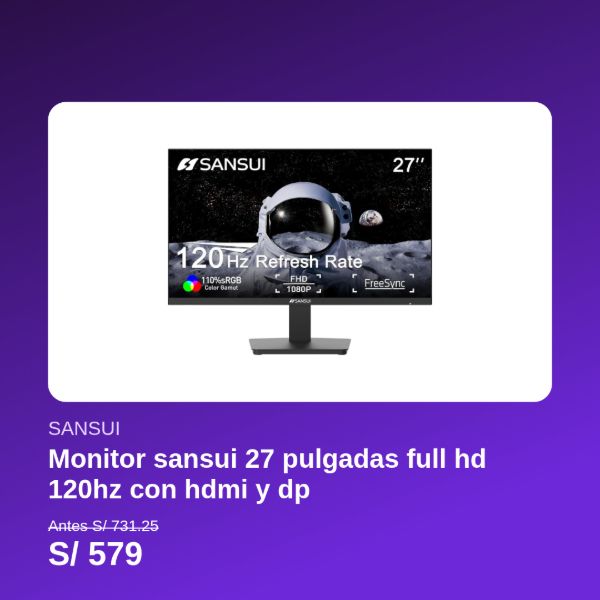 SANSUI 27″
120Hz Refresh Rate
110%sRGB
Color Gamut
FHD
1080P
FreeSync
SANSUI
SANSUI
Monitor sansui 27 pulgadas full hd
120hz con hdmi y dp
Antes S/ 731.25
S/ 579